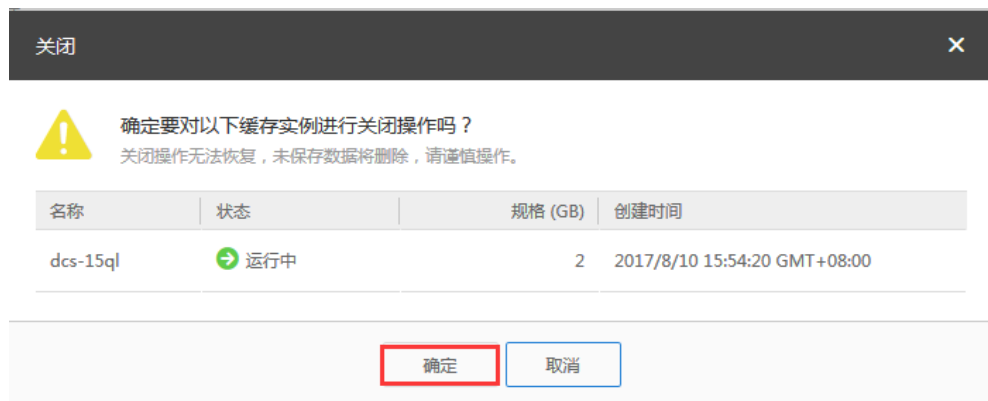 关闭
确定要对以下缓存实例进行关闭操作吗？
关闭操作无法恢复，未保存数据将删除，请谨慎操作。
名称 状态 规格 (GB) 创建时间
dcs-15ql 运行中 2 2017/8/10 15:54:20 GMT+08:00
确定 取消